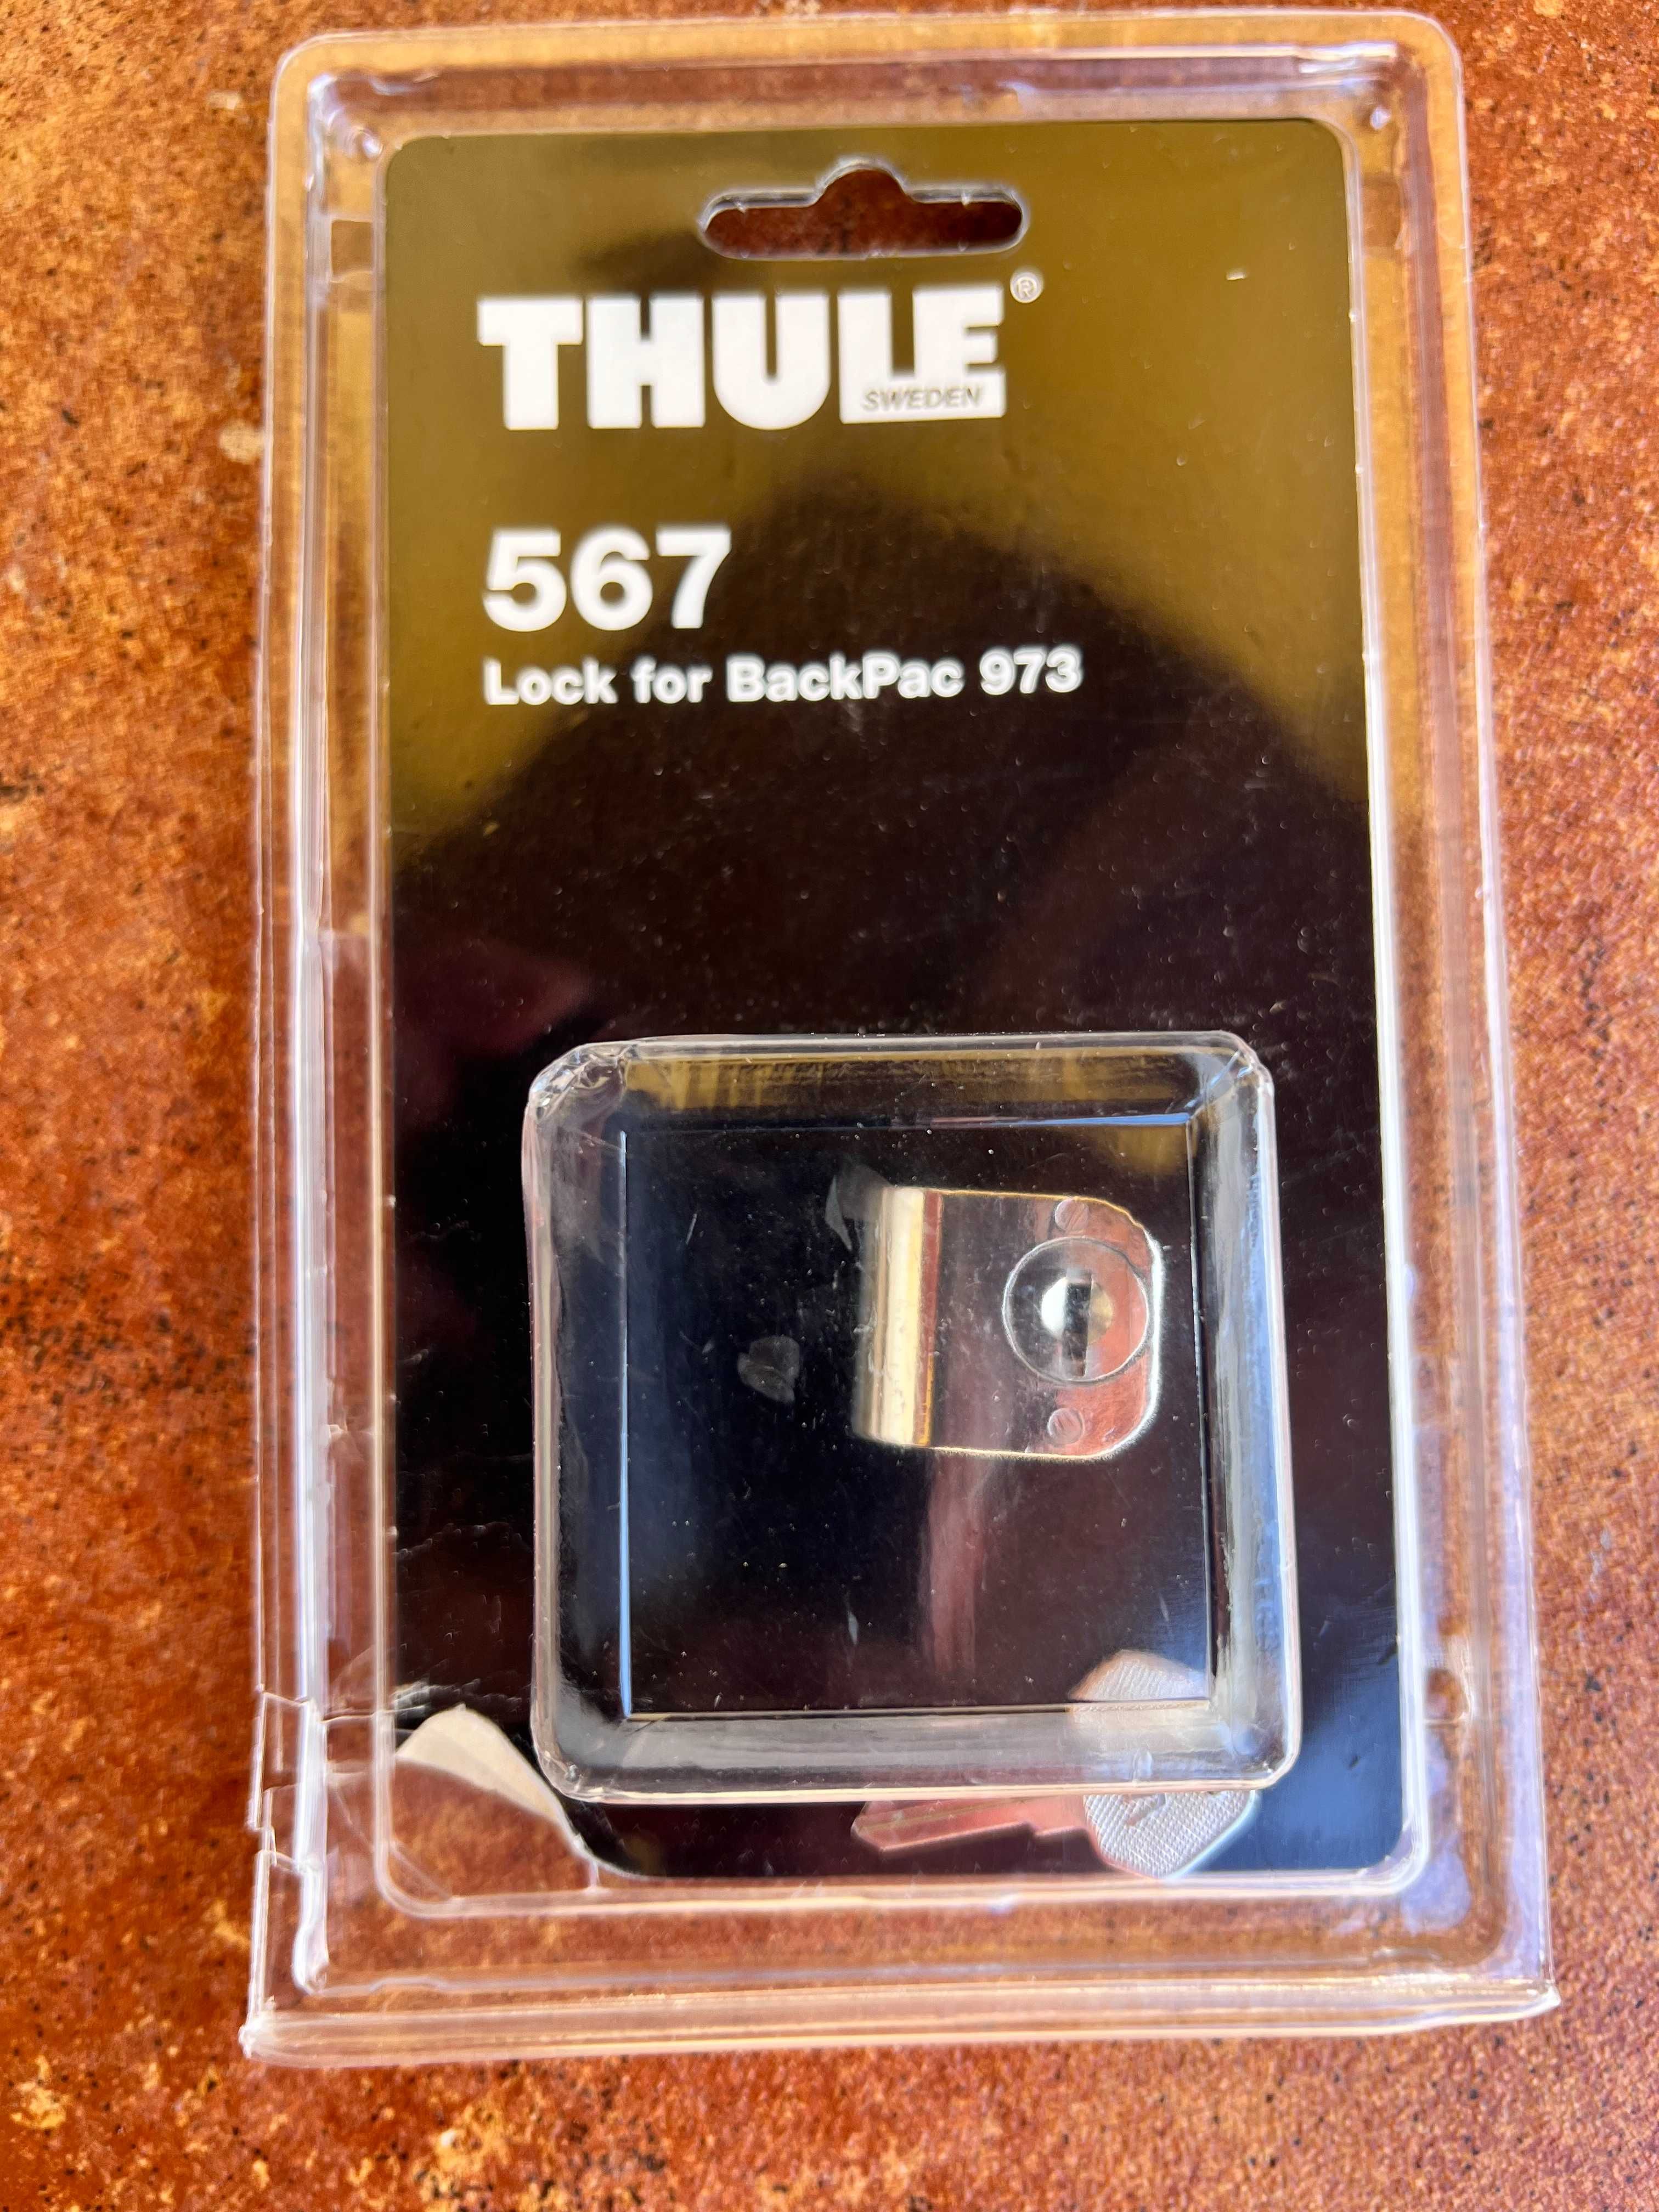 THULE®
SWEDEN
567
Lock for BackPac 973